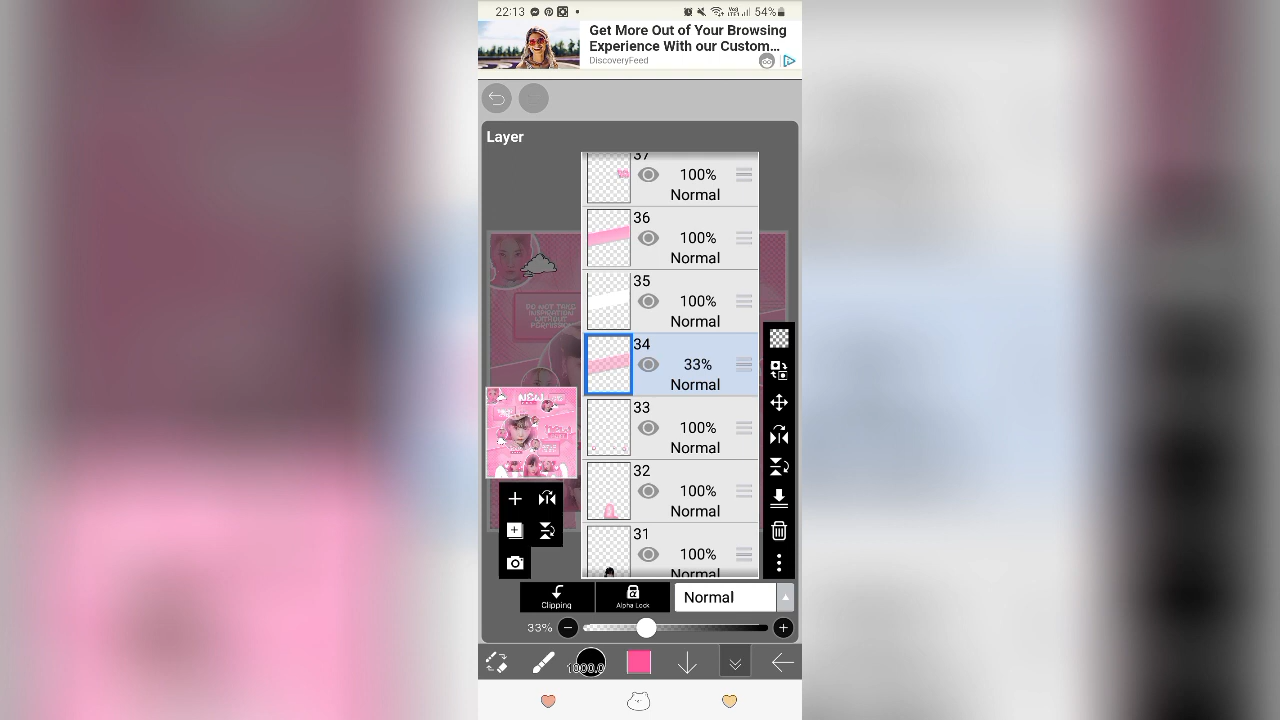 22:13
54%
Get More Out of Your Browsing
Experience With our Custom...
DiscoveryFeed
Layer
37
100%
Normal
36
100%
Normal
35
100%
Normal
34
33%
Normal
33
100%
Normal
32
100%
Normal
31
100%
Normal
DO NOT TAKE
INSPIRATION
WITHOUT
PERMISSION
NEW
Clipping
Alpha Lock
Normal
33%
1000.0